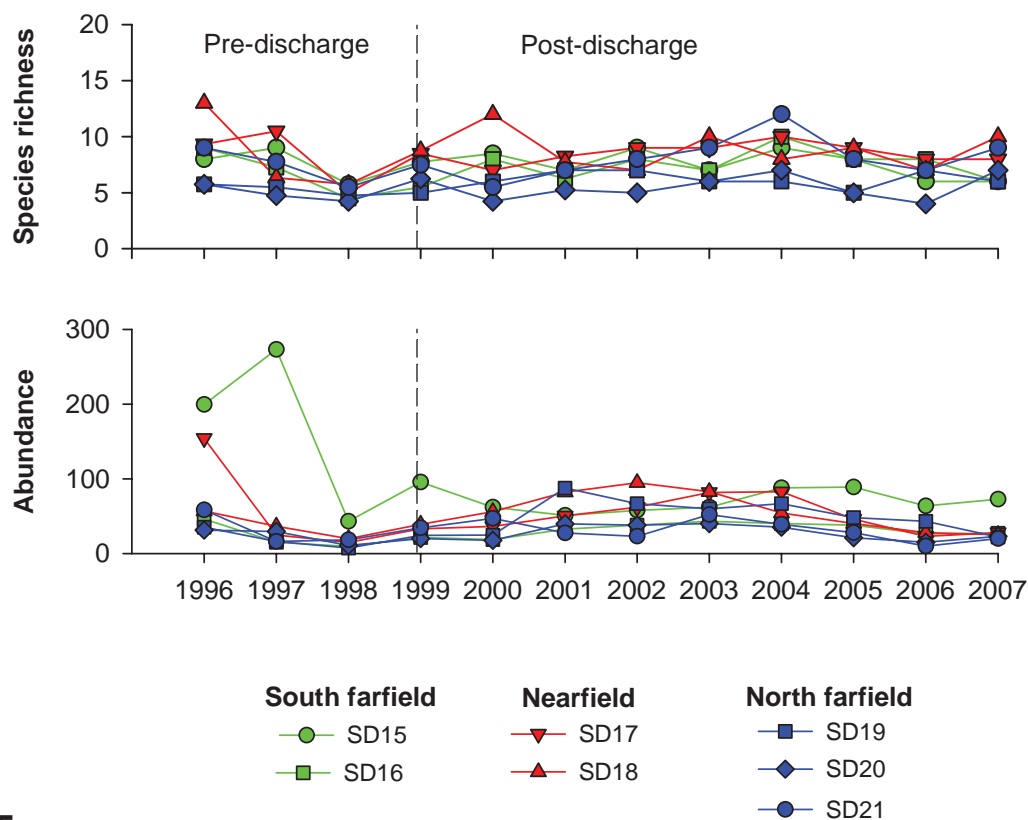 Species richness
20
15
10
5
0
Pre-discharge
Post-discharge
Abundance
300
200
100
0
1996 1997 1998 1999 2000 2001 2002 2003 2004 2005 2006 2007
South farfield
SD15
SD16
Nearfield
SD17
SD18
North farfield
SD19
SD20
SD21